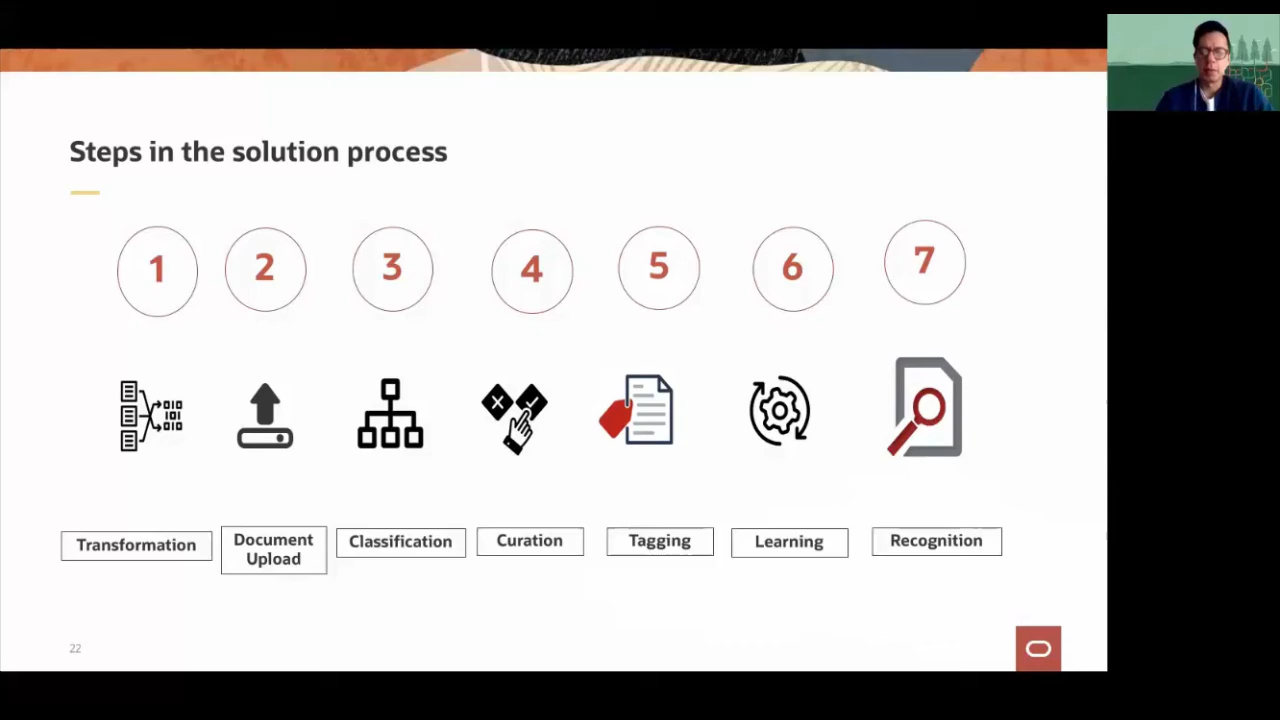 Steps in the solution process
1 2 3 4 5 6 7
Transformation
Document
Upload
Classification
Curation
Tagging
Learning
Recognition
22